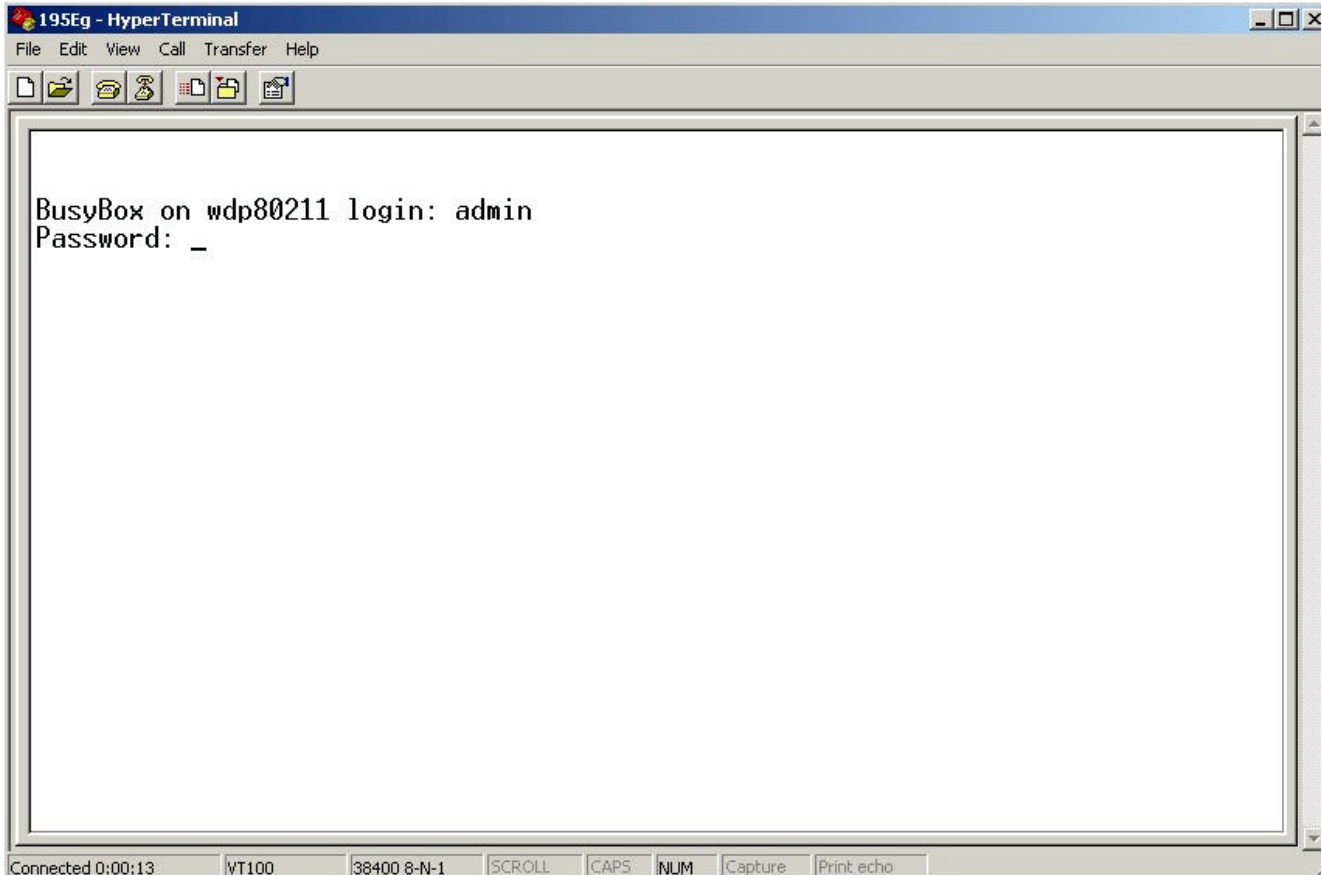 195Eg - HyperTerminal
File Edit View Call Transfer Help
BusyBox on wdp80211 login: admin
Password: _
Connected 0:00:13 VT100 38400 8-N-1 SCROLL CAPS NUM Capture Print echo